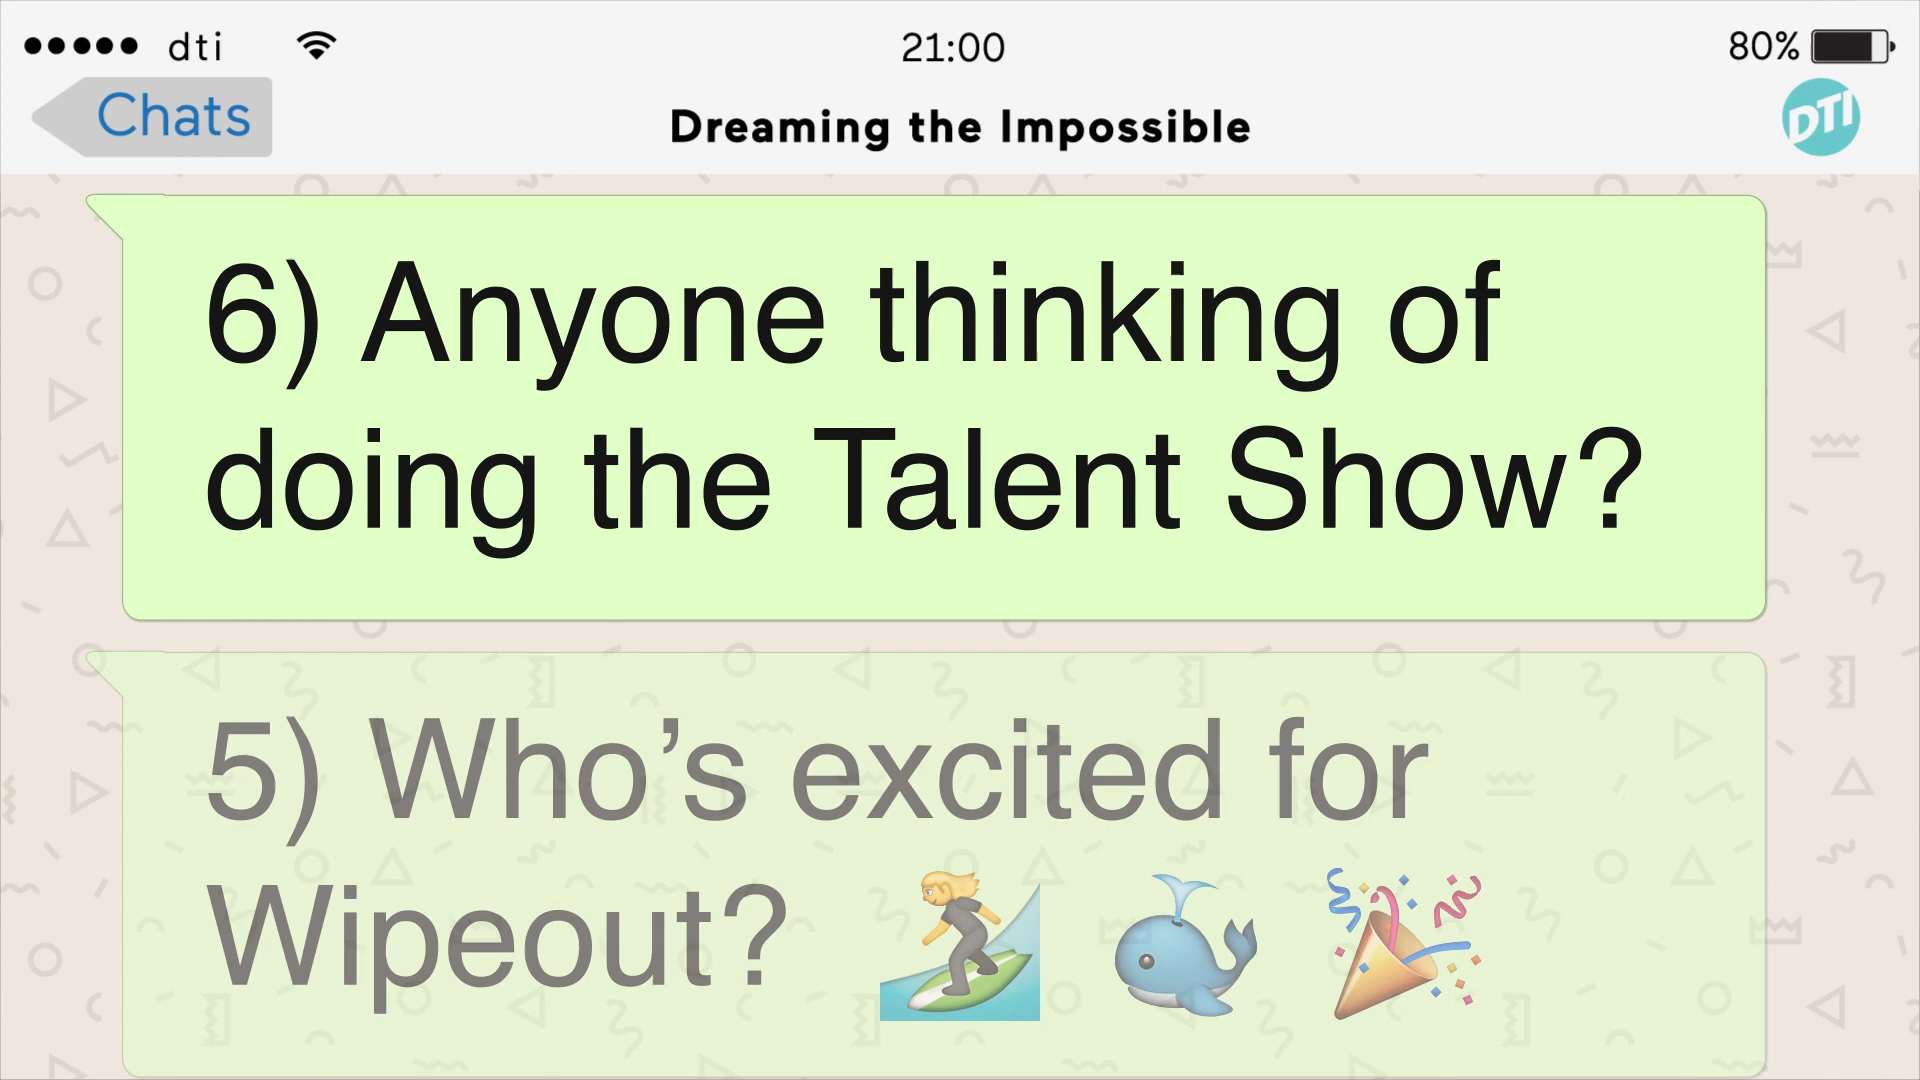 dti
21:00
80%
Chats
Dreaming the Impossible
DTI
6) Anyone thinking of
doing the Talent Show?
5) Who’s excited for
Wipeout?